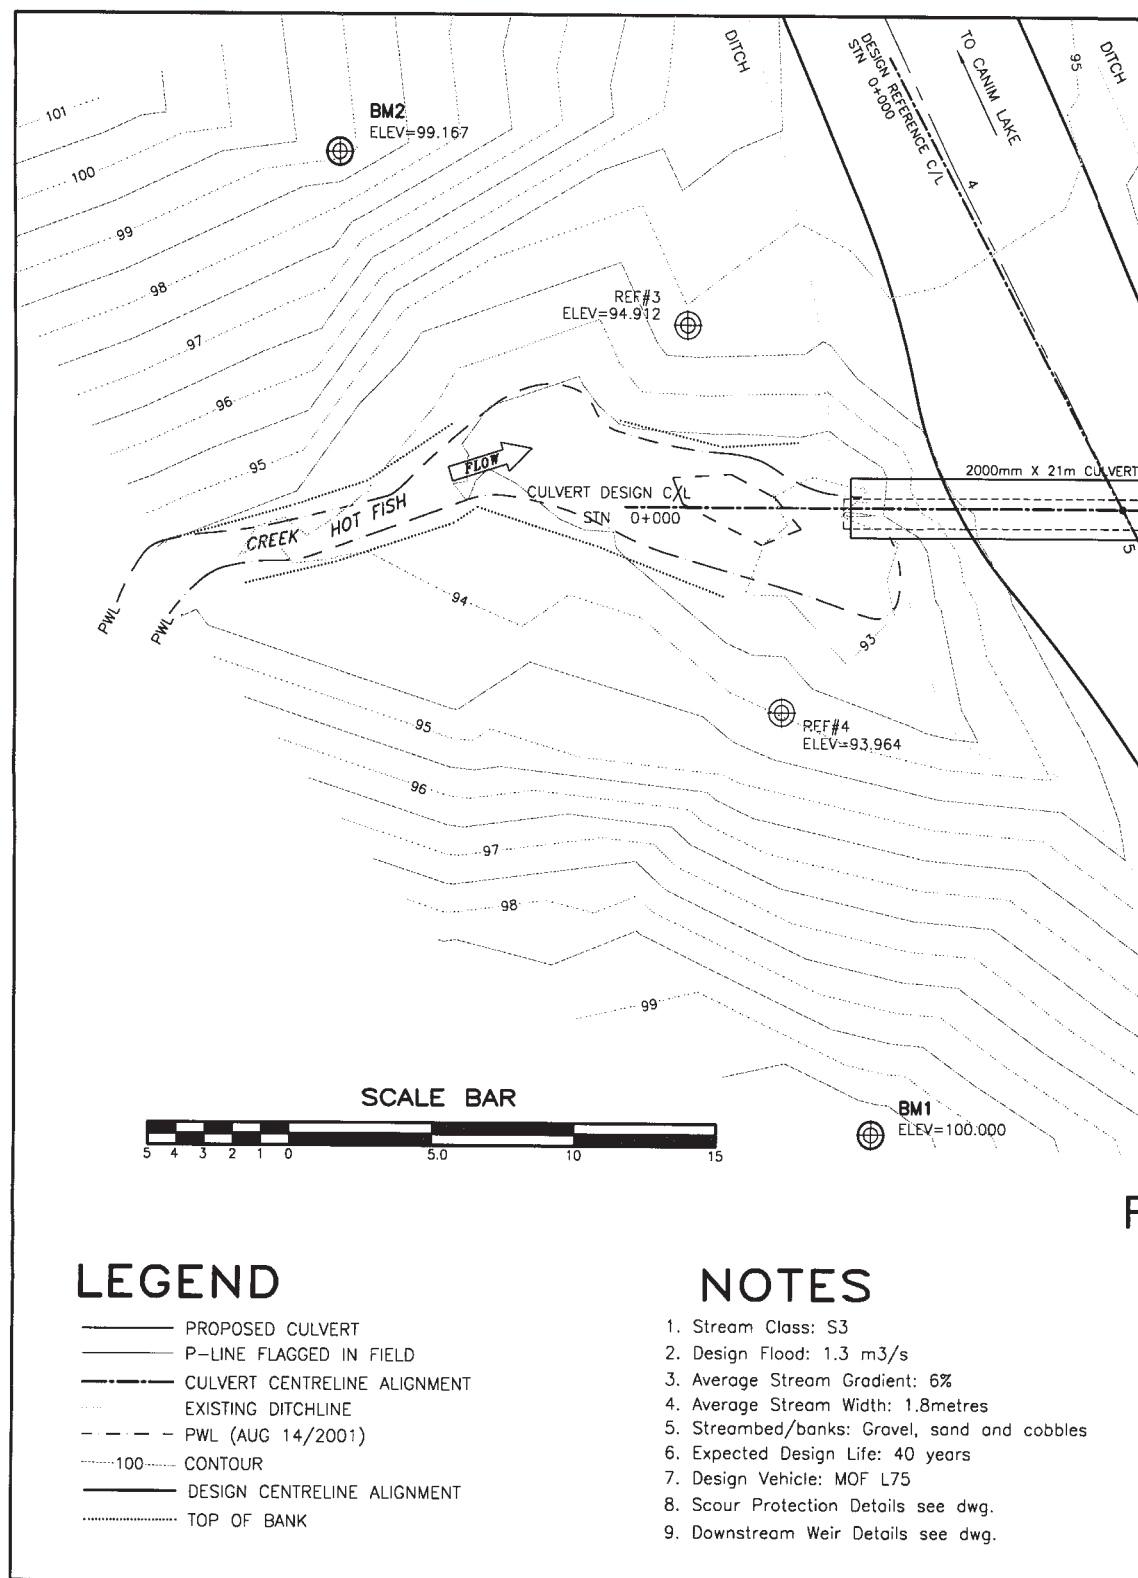 DITCH
DESIGN REFERENCE C/L
STN 0+000
TO CANIM LAKE
DITCH
95
4
101
BM2
ELEV=99.167
100
99
98
97
96
95
REF#3
ELEV=94.912
2000mm X 21m CULVERT
FLOW
CULVERT DESIGN C/L
STN 0+000
CREEK HOT FISH
5
PWL
PWL
94
93
REF#4
ELEV=93.964
95
96
97
98
99
SCALE BAR
5 4 3 2 1 0 5.0 10 15
BM1
ELEV=100.000
LEGEND
PROPOSED CULVERT
P-LINE FLAGGED IN FIELD
CULVERT CENTRELINE ALIGNMENT
EXISTING DITCHLINE
PWL (AUG 14/2001)
100 CONTOUR
DESIGN CENTRELINE ALIGNMENT
TOP OF BANK
NOTES
1. Stream Class: S3
2. Design Flood: 1.3 m3/s
3. Average Stream Gradient: 6%
4. Average Stream Width: 1.8metres
5. Streambed/banks: Gravel, sand and cobbles
6. Expected Design Life: 40 years
7. Design Vehicle: MOF L75
8. Scour Protection Details see dwg.
9. Downstream Weir Details see dwg.